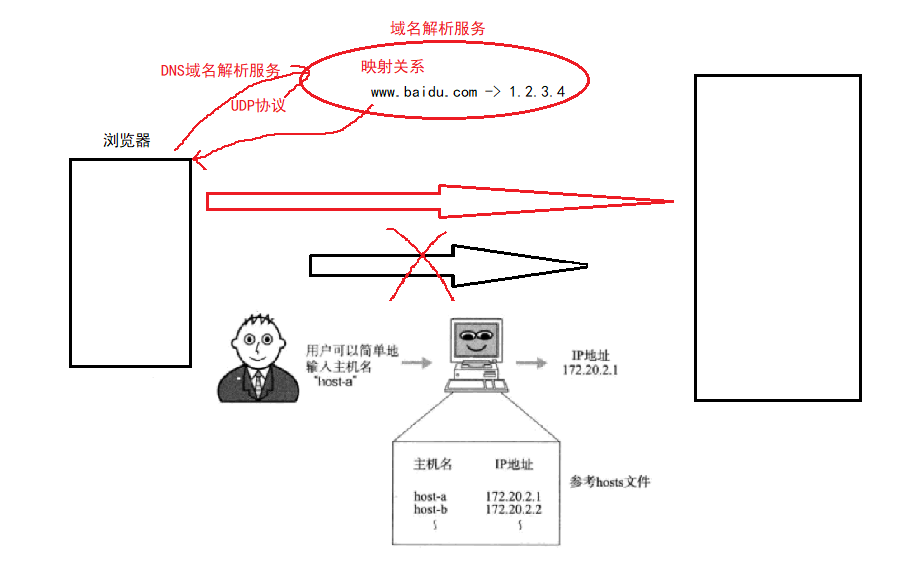 域名解析服务
映射关系
DNS域名解析服务
www.baidu.com -> 1.2.3.4
UDP协议
浏览器
用户可以简单地
输入主机名
"host-a"
IP地址
172.20.2.1
主机名 IP地址
host-a 172.20.2.1
host-b 172.20.2.2
参考hosts文件